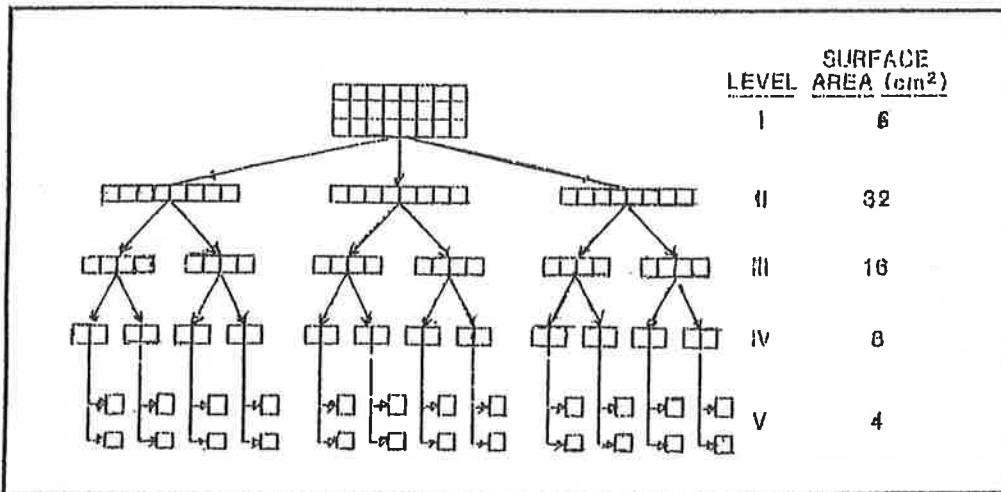 SURFACE
LEVEL AREA (cm²)
I 6
II 32
III 16
IV 8
V 4